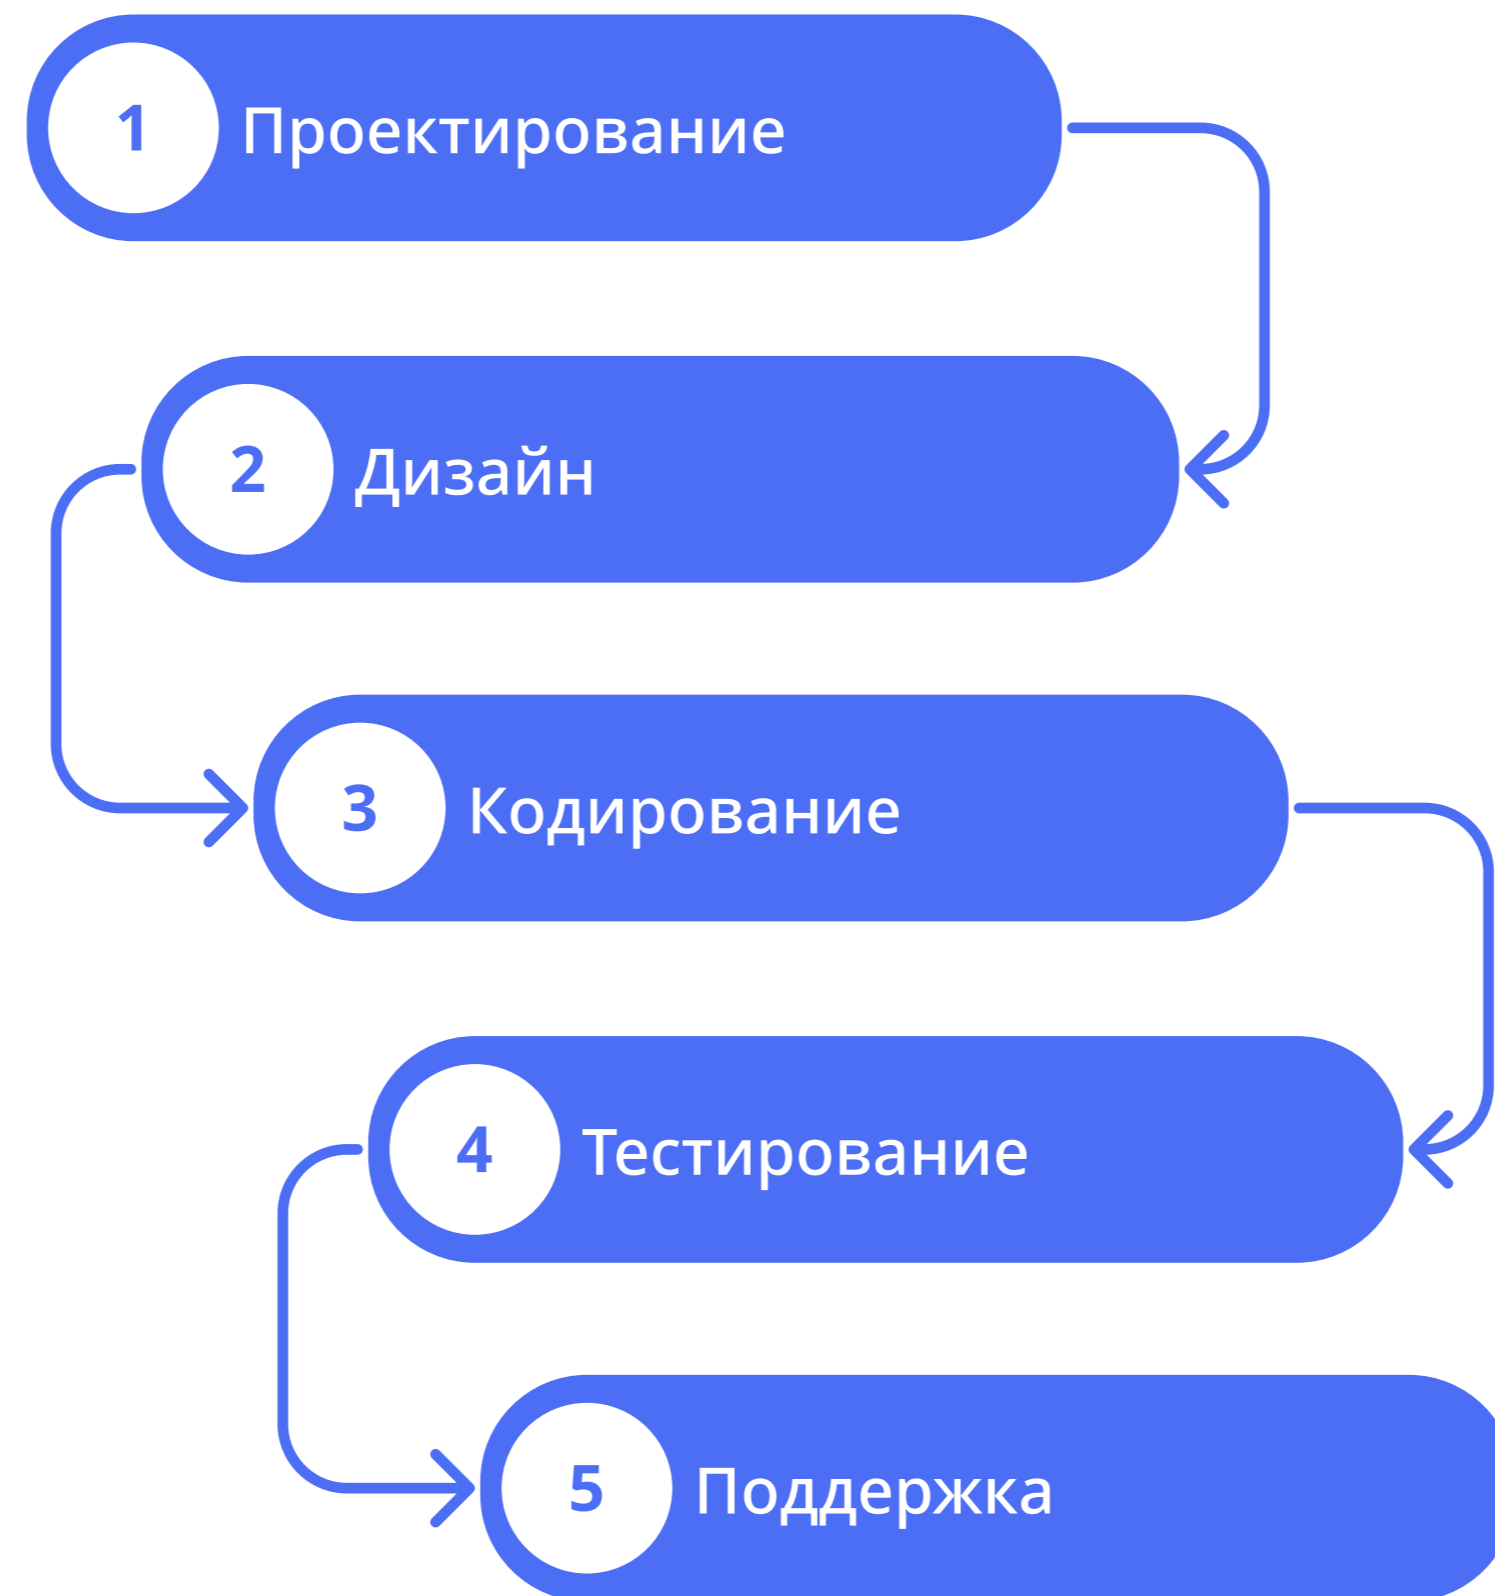 1 Проектирование
2 Дизайн
3 Кодирование
4 Тестирование
5 Поддержка